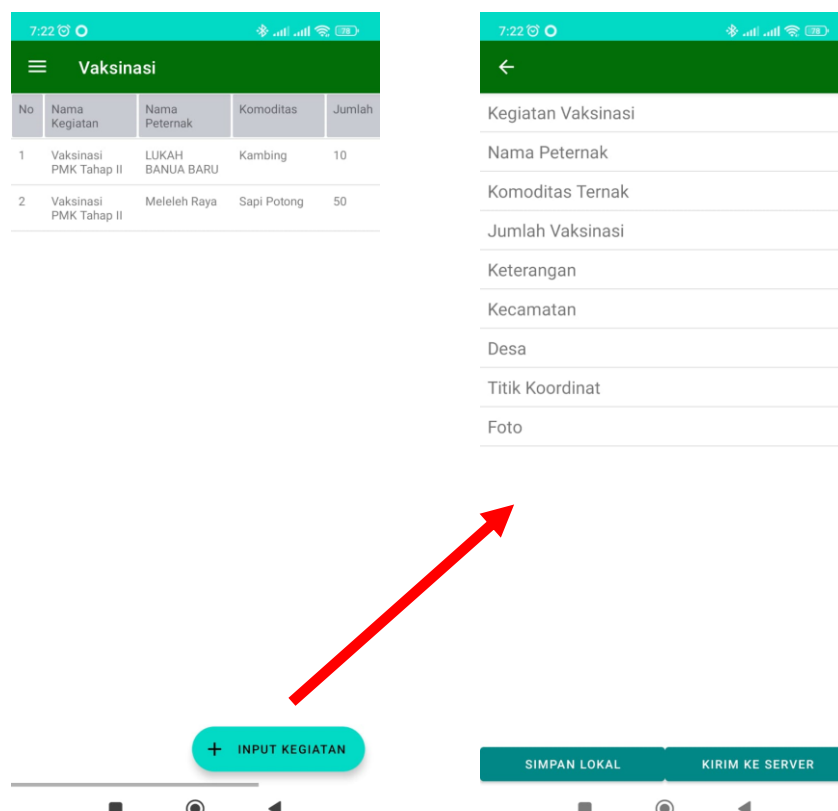 7:22
78
Vaksinasi
No Nama Kegiatan Nama Peternak Komoditas Jumlah
1 Vaksinasi PMK Tahap II LUKAH BANUA BARU Kambing 10
2 Vaksinasi PMK Tahap II Meleleh Raya Sapi Potong 50
+ INPUT KEGIATAN
7:22
78
Kegiatan Vaksinasi
Nama Peternak
Komoditas Ternak
Jumlah Vaksinasi
Keterangan
Kecamatan
Desa
Titik Koordinat
Foto
SIMPAN LOKAL
KIRIM KE SERVER